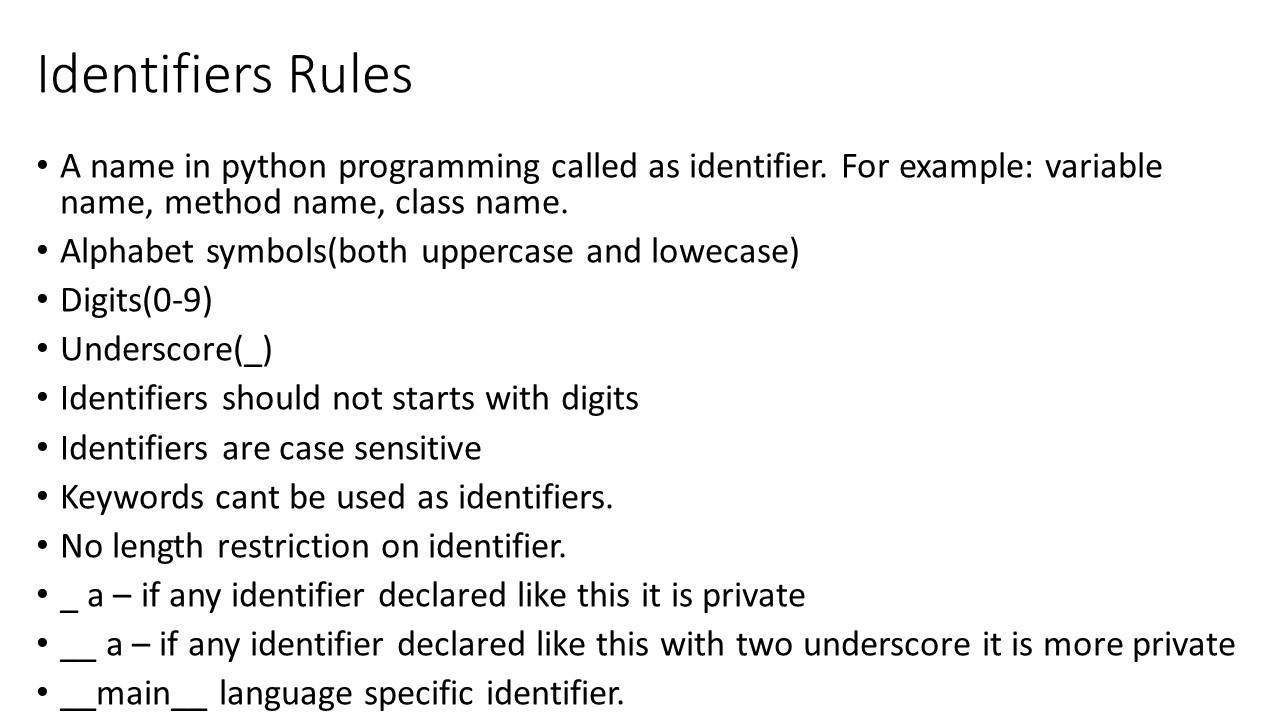 Identifiers Rules
• A name in python programming called as identifier. For example: variable
name, method name, class name.
• Alphabet symbols(both uppercase and lowecase)
• Digits(0-9)
• Underscore(_)
• Identifiers should not starts with digits
• Identifiers are case sensitive
• Keywords cant be used as identifiers.
• No length restriction on identifier.
• _ a – if any identifier declared like this it is private
• __ a – if any identifier declared like this with two underscore it is more private
• __main__ language specific identifier.